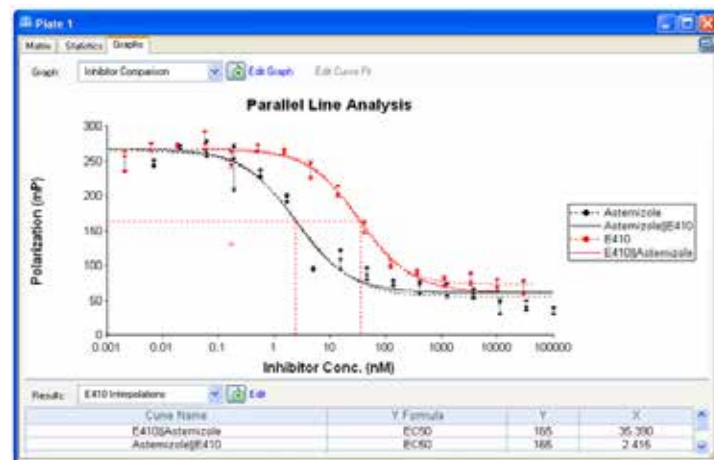 Plate 1
Matrix Statistics Graphs
Graph: Inhibitor Comparison Edit Graph Edit Curve Fit
Parallel Line Analysis
300
250
200
150
100
50
0
Polarization (mP)
0.001 0.01 0.1 1 10 100 1000 10000 100000
Inhibitor Conc. (nM)
Astemizole
Astemizole||E410
E410
E410||Astemizole
Results: E410 Interpolations Edit
Curve Name Y Formula Y X
E410||Astemizole EC50 165 35.390
Astemizole||E410 EC50 165 2.415